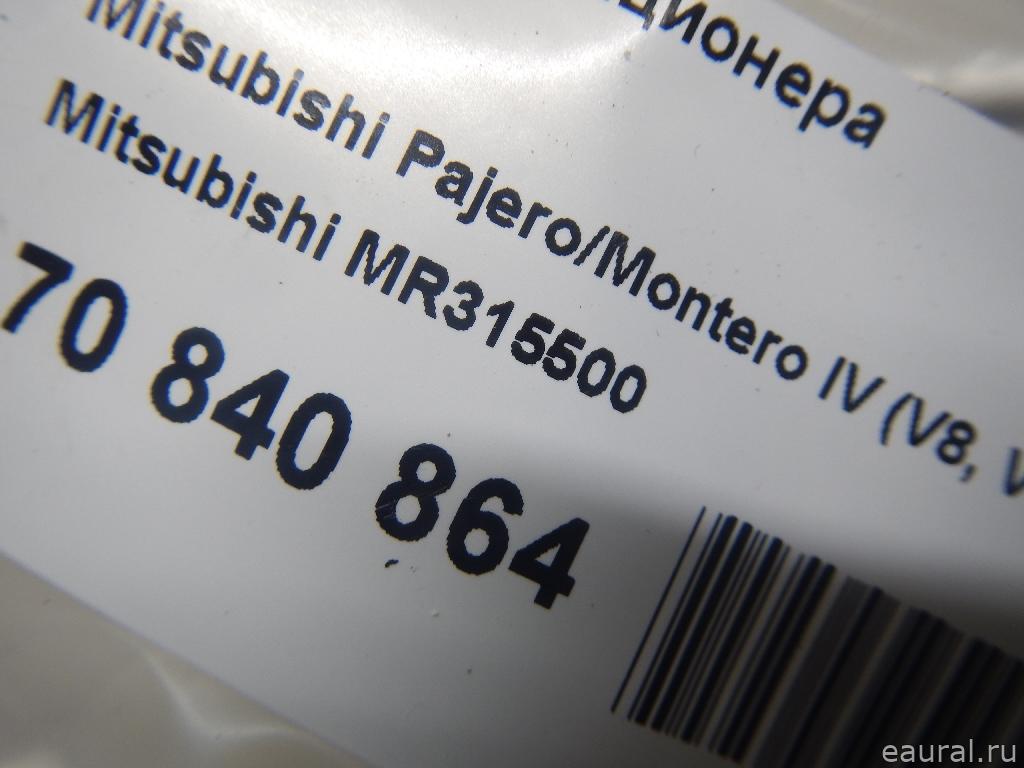 ционера
Mitsubishi Pajero/Montero IV (V8,
Mitsubishi MR315500
70 840 864
eaural.ru